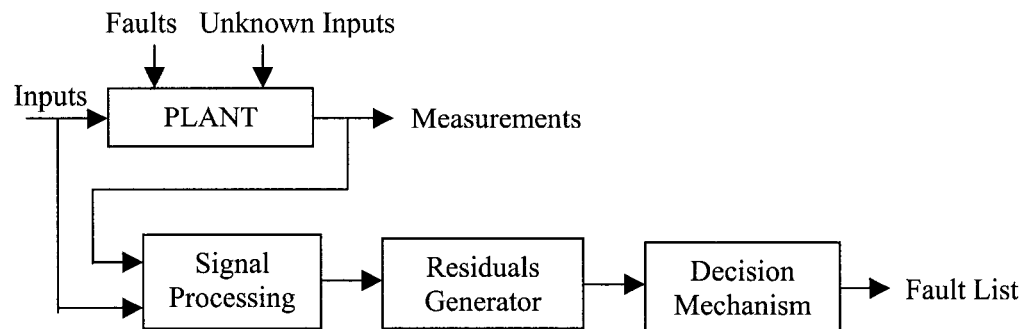 Faults Unknown Inputs
Inputs
PLANT
Measurements
Signal
Processing
Residuals
Generator
Decision
Mechanism
Fault List